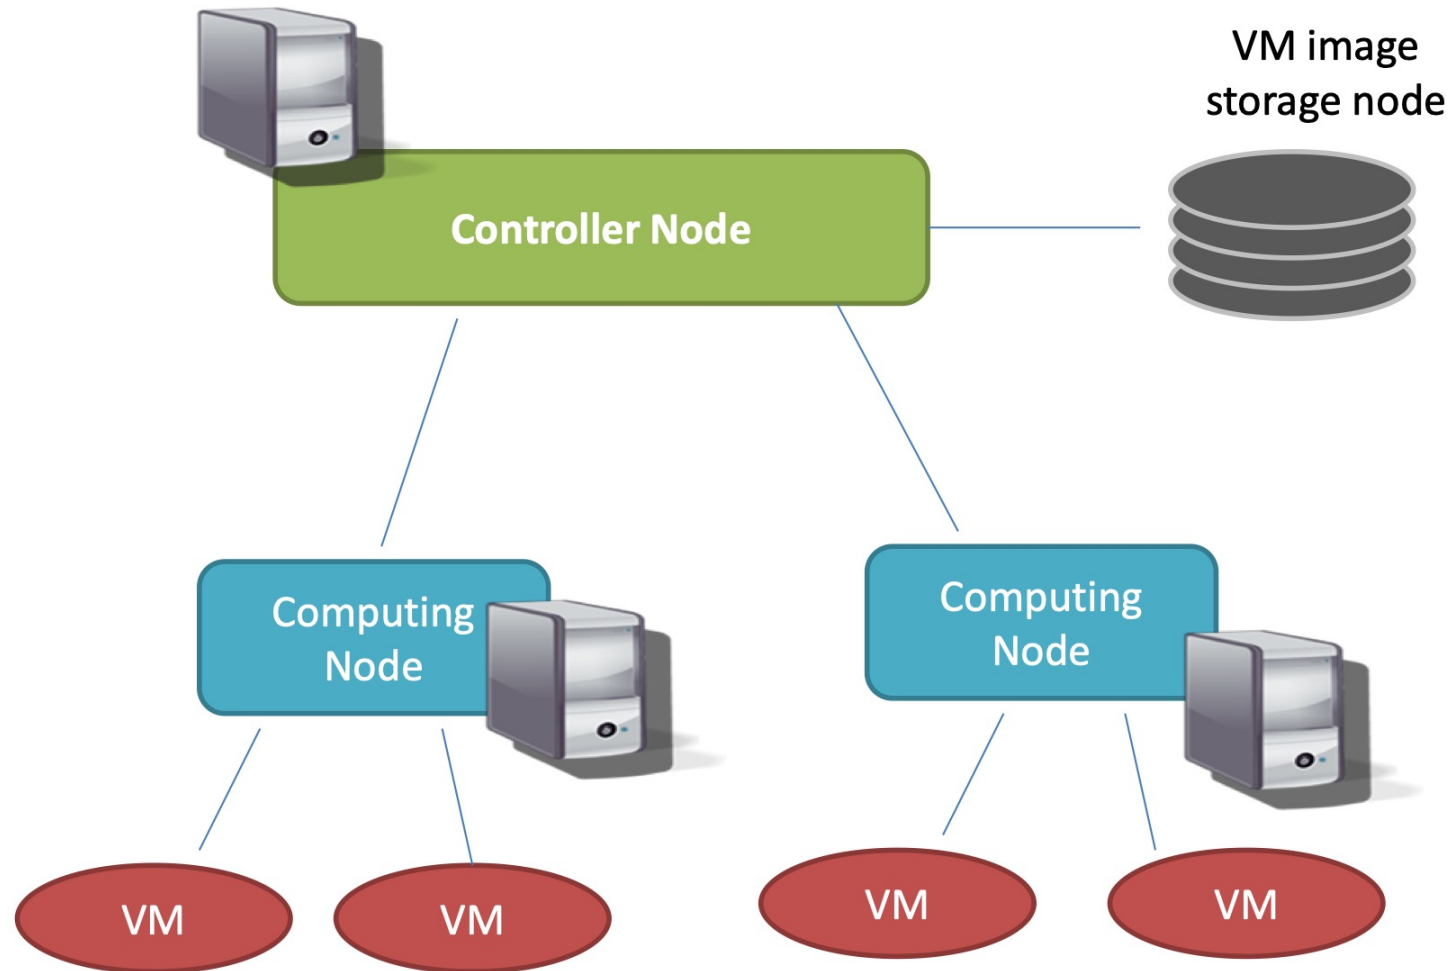 VM image
storage node
Controller Node
Computing
Node
Computing
Node
VM
VM
VM
VM